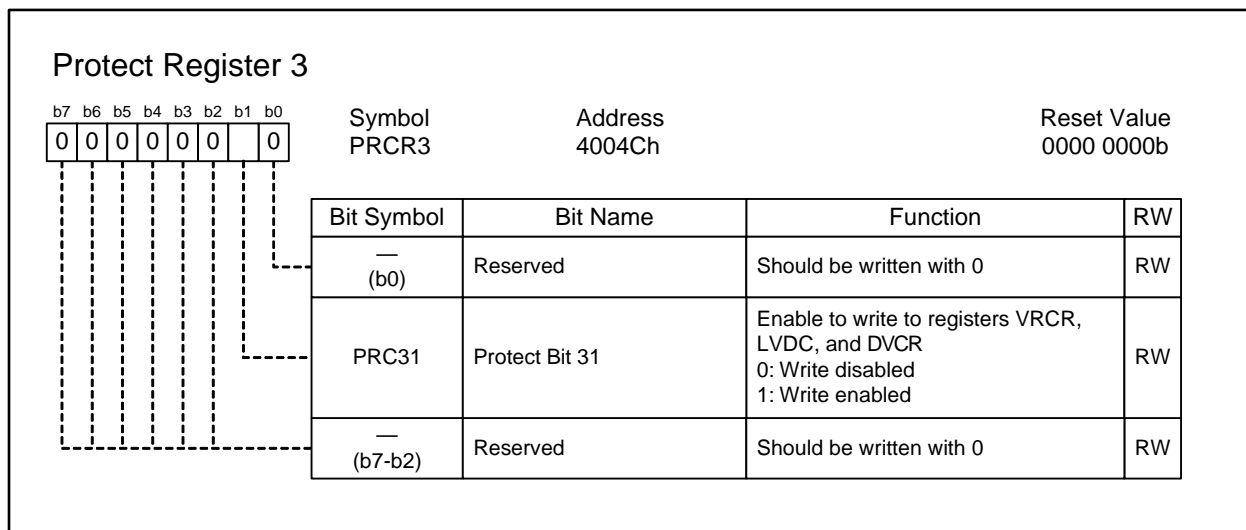 Protect Register 3
b7 b6 b5 b4 b3 b2 b1 b0
0 0 0 0 0 0 0
Symbol Address Reset Value
PRCR3 4004Ch 0000 0000b
Bit Symbol Bit Name Function RW
—
(b0) Reserved Should be written with 0 RW
PRC31 Protect Bit 31 Enable to write to registers VRCR,
LVDC, and DVCR
0: Write disabled
1: Write enabled RW
—
(b7-b2) Reserved Should be written with 0 RW